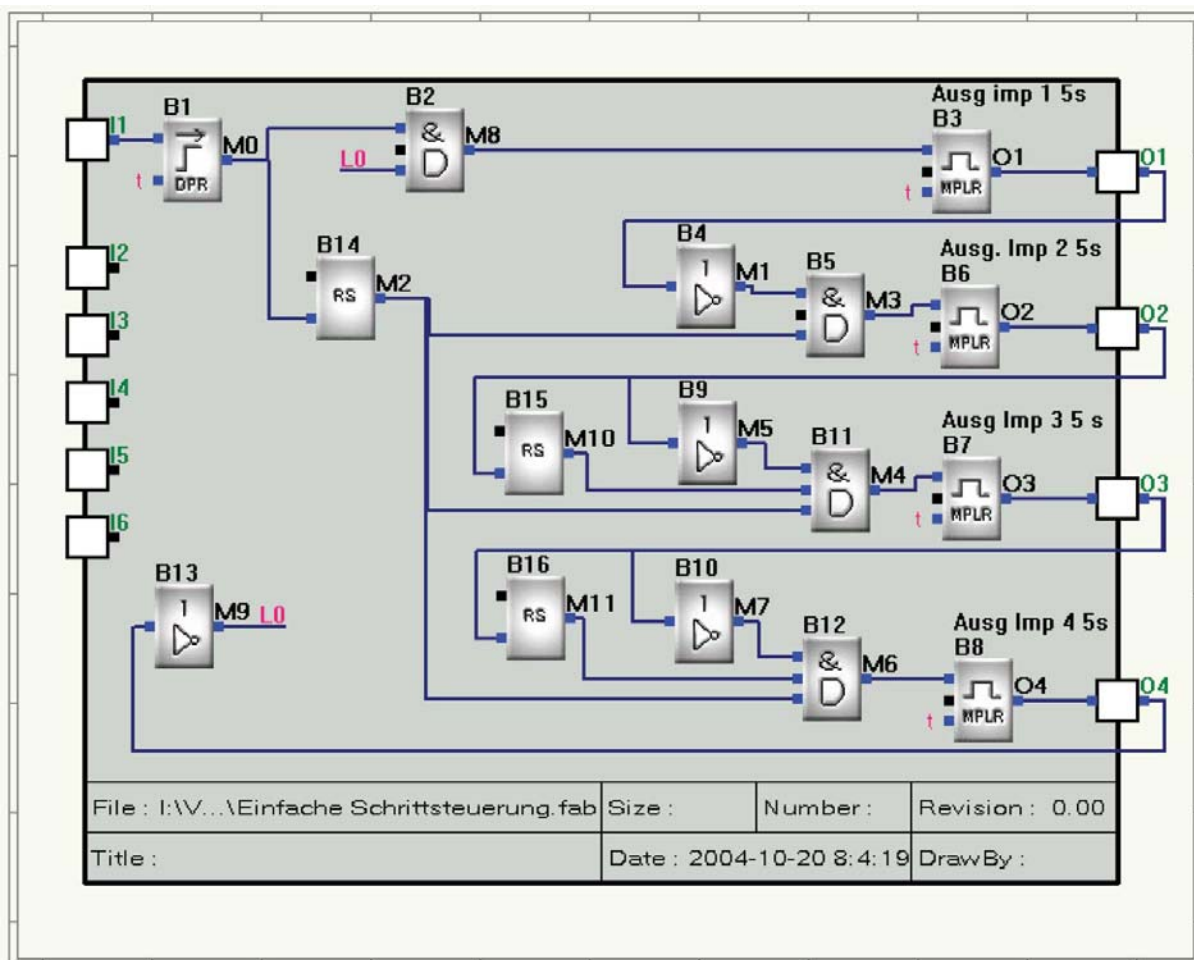 Ausg imp 1 5s
B1
B2
B3
I1
M0
&
M8
O1
O1
L0
t
DPR
t
MPLR
B14
B4
B5
Ausg. Imp 2 5s
B6
I2
RS
M2
1
M1
&
M3
O2
O2
t
MPLR
I3
I4
B15
B9
B11
Ausg Imp 3 5 s
B7
RS
M10
1
M5
&
M4
O3
O3
I5
t
MPLR
I6
B13
B16
B10
B12
Ausg Imp 4 5s
B8
1
M9
L0
RS
M11
1
M7
&
M6
O4
O4
t
MPLR
File : I:\V...\Einfache Schrittsteuerung.fab
Size :
Number :
Revision : 0.00
Title :
Date : 2004-10-20 8:4:19
DrawBy :